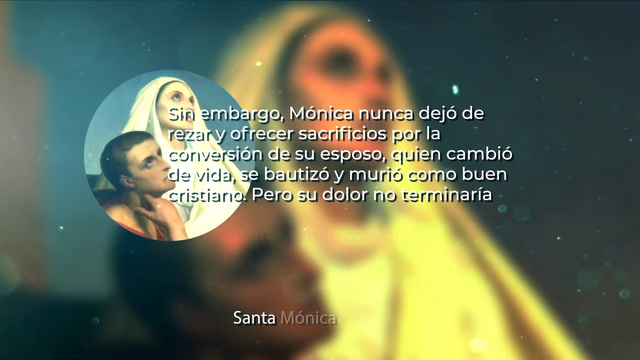 Sin embargo, Mónica nunca dejó de
rezar y ofrecer sacrificios por la
conversión de su esposo, quien cambió
de vida, se bautizó y murió como buen
cristiano. Pero su dolor no terminaría
Santa Mónica